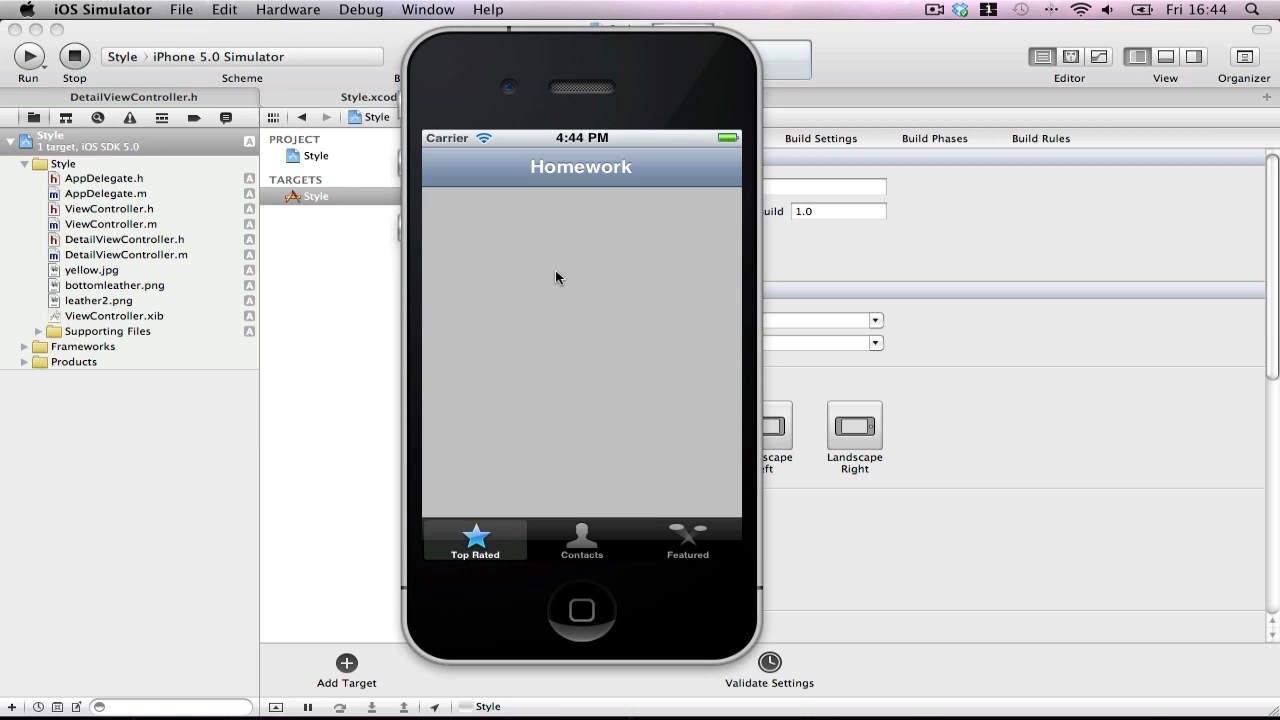 iOS Simulator File Edit Hardware Debug Window Help
1
Fri 16:44
Style
Style iPhone 5.0 Simulator
Run Stop Scheme
Editor View Organizer
DetailViewController.h Style.xcod
Style
Style
1 target, iOS SDK 5.0
A
Style
AppDelegate.h A
AppDelegate.m A
ViewController.h A
ViewController.m A
DetailViewController.h A
DetailViewController.m A
yellow.jpg A
bottomleather.png A
leather2.png A
ViewController.xib A
Supporting Files A
Frameworks
Products
PROJECT
Style
TARGETS
Style
Build Settings Build Phases Build Rules
uild 1.0
Carrier 4:44 PM
Homework
Top Rated Contacts Featured
scape
eft
Landscape
Right
Add Target Validate Settings
Style